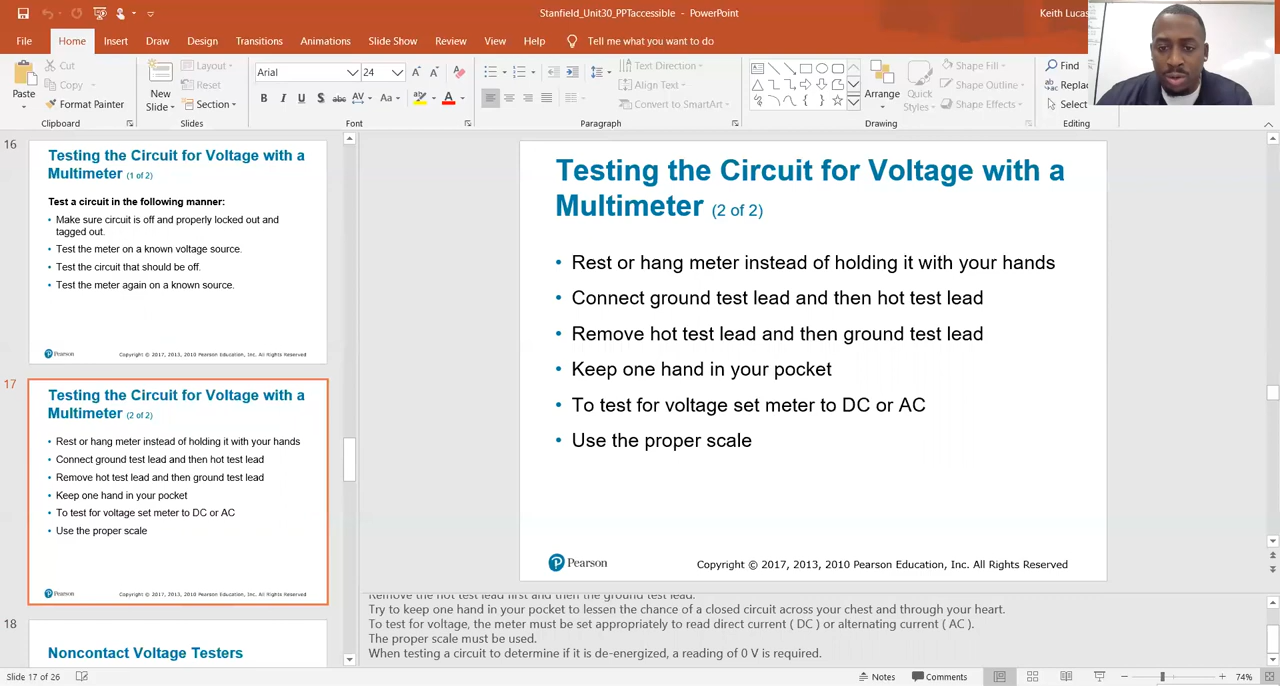 Stanfield_Unit30_PPTaccessible - PowerPoint
Keith Lucas
File Home Insert Draw Design Transitions Animations Slide Show Review View Help Tell me what you want to do
Paste
Cut
Copy
Format Painter
Clipboard
New Slide
Layout
Reset
Section
Slides
Arial 24
B I U S abc AV Aa A
Font
Paragraph
Text Direction
Align Text
Convert to SmartArt
Arrange
Quick Styles
Shape Fill
Shape Outline
Shape Effects
Drawing
Find
Replac
Select
Editing
16
Testing the Circuit for Voltage with a
Multimeter (1 of 2)
Test a circuit in the following manner:
• Make sure circuit is off and properly locked out and
tagged out.
• Test the meter on a known voltage source.
• Test the circuit that should be off.
• Test the meter again on a known source.
Pearson
Copyright © 2017, 2013, 2010 Pearson Education, Inc. All Rights Reserved
17
Testing the Circuit for Voltage with a
Multimeter (2 of 2)
• Rest or hang meter instead of holding it with your hands
• Connect ground test lead and then hot test lead
• Remove hot test lead and then ground test lead
• Keep one hand in your pocket
• To test for voltage set meter to DC or AC
• Use the proper scale
Pearson
Copyright © 2017, 2013, 2010 Pearson Education, Inc. All Rights Reserved
18
Noncontact Voltage Testers
Testing the Circuit for Voltage with a
Multimeter (2 of 2)
• Rest or hang meter instead of holding it with your hands
• Connect ground test lead and then hot test lead
• Remove hot test lead and then ground test lead
• Keep one hand in your pocket
• To test for voltage set meter to DC or AC
• Use the proper scale
Pearson
Copyright © 2017, 2013, 2010 Pearson Education, Inc. All Rights Reserved
Remove the hot test lead first and then the ground test lead.
Try to keep one hand in your pocket to lessen the chance of a closed circuit across your chest and through your heart.
To test for voltage, the meter must be set appropriately to read direct current ( DC ) or alternating current ( AC ).
The proper scale must be used.
When testing a circuit to determine if it is de-energized, a reading of 0 V is required.
Slide 17 of 26
Notes
Comments
74%